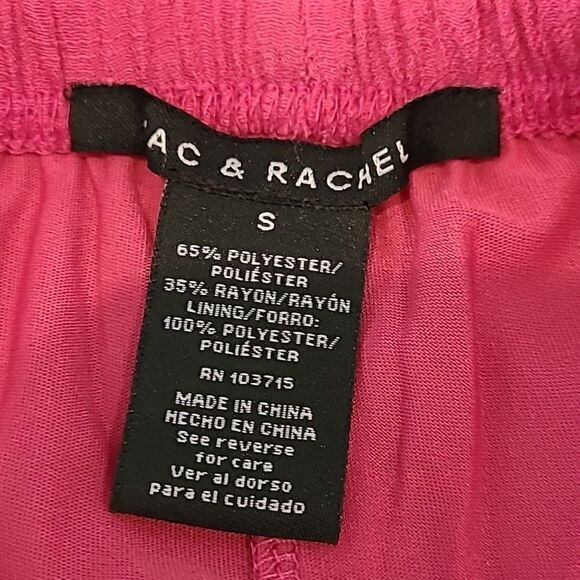 AC & RACHEL
S
65% POLYESTER/
POLIÉSTER
35% RAYON/RAYÓN
LINING/FORRO:
100% POLYESTER/
POLIÉSTER
RN 103715
MADE IN CHINA
HECHO EN CHINA
See reverse
for care
Ver al dorso
para el cuidado